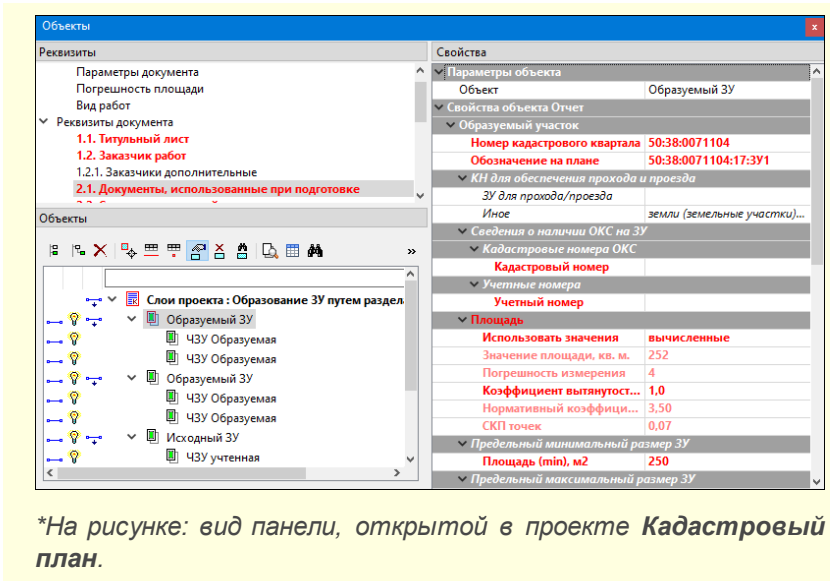 Объекты
x
Реквизиты
Параметры документа
Погрешность площади
Вид работ
Реквизиты документа
1.1. Титульный лист
1.2. Заказчик работ
1.2.1. Заказчики дополнительные
2.1. Документы, использованные при подготовке
Объекты
»
Слои проекта : Образование ЗУ путем раздел
Образуемый ЗУ
ЧЗУ Образуемая
ЧЗУ Образуемая
Образуемый ЗУ
ЧЗУ Образуемая
ЧЗУ Образуемая
Исходный ЗУ
ЧЗУ учтенная
Свойства
Параметры объекта
Объект Образуемый ЗУ
Свойства объекта Отчет
Образуемый участок
Номер кадастрового квартала 50:38:0071104
Обозначение на плане 50:38:0071104:17:ЗУ1
КН для обеспечения прохода и проезда
ЗУ для прохода/проезда
Иное земли (земельные участки)...
Сведения о наличии ОКС на ЗУ
Кадастровые номера ОКС
Кадастровый номер
Учетные номера
Учетный номер
Площадь
Использовать значения вычисленные
Значение площади, кв. м. 252
Погрешность измерения 4
Коэффициент вытянутост... 1,0
Нормативный коэффици... 3,50
СКП точек 0,07
Предельный минимальный размер ЗУ
Площадь (min), м2 250
Предельный максимальный размер ЗУ
*На рисунке: вид панели, открытой в проекте Кадастровый
план.